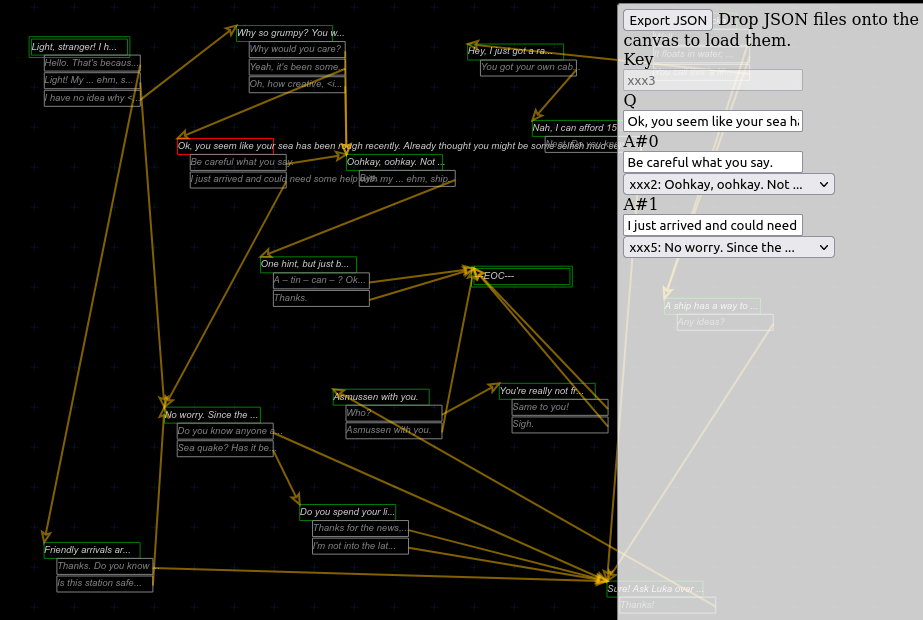 Light, stranger! I h...
Hello. That's becaus...
Light! My ... ehm, s...
I have no idea why <...
Why so grumpy? You w...
Why would you care?
Yeah, it's been some...
Oh, how creative, <i...
Hey, I just got a ra...
You got your own cab...
Nah, I can afford 15
Ok, you seem like your sea has been rough recently. Already thought you might be some selfish
Be careful what you say.
I just arrived and could need some help with my ... ehm, ship.
Oohkay, oohkay. Not ...
Bye.
One hint, but just b...
A – tin – can – ? Ok...
Thanks.
EOC---
No worry. Since the ...
Do you know anyone a...
Sea quake? Has it be...
Asmussen with you.
Who?
Asmussen with you.
You're really not fr...
Same to you!
Sigh.
Do you spend your li...
Thanks for the news,...
I'm not into the lat...
Friendly arrivals ar...
Thanks. Do you know
Is this station safe...
Sure! Ask Luka over ...
Thanks!
A ship has a way to ...
Any ideas?
Export JSON Drop JSON files onto the
canvas to load them.
Key
xxx3
Q
Ok, you seem like your sea ha
A#0
Be careful what you say.
xxx2: Oohkay, oohkay. Not ...
A#1
I just arrived and could need
xxx5: No worry. Since the ...